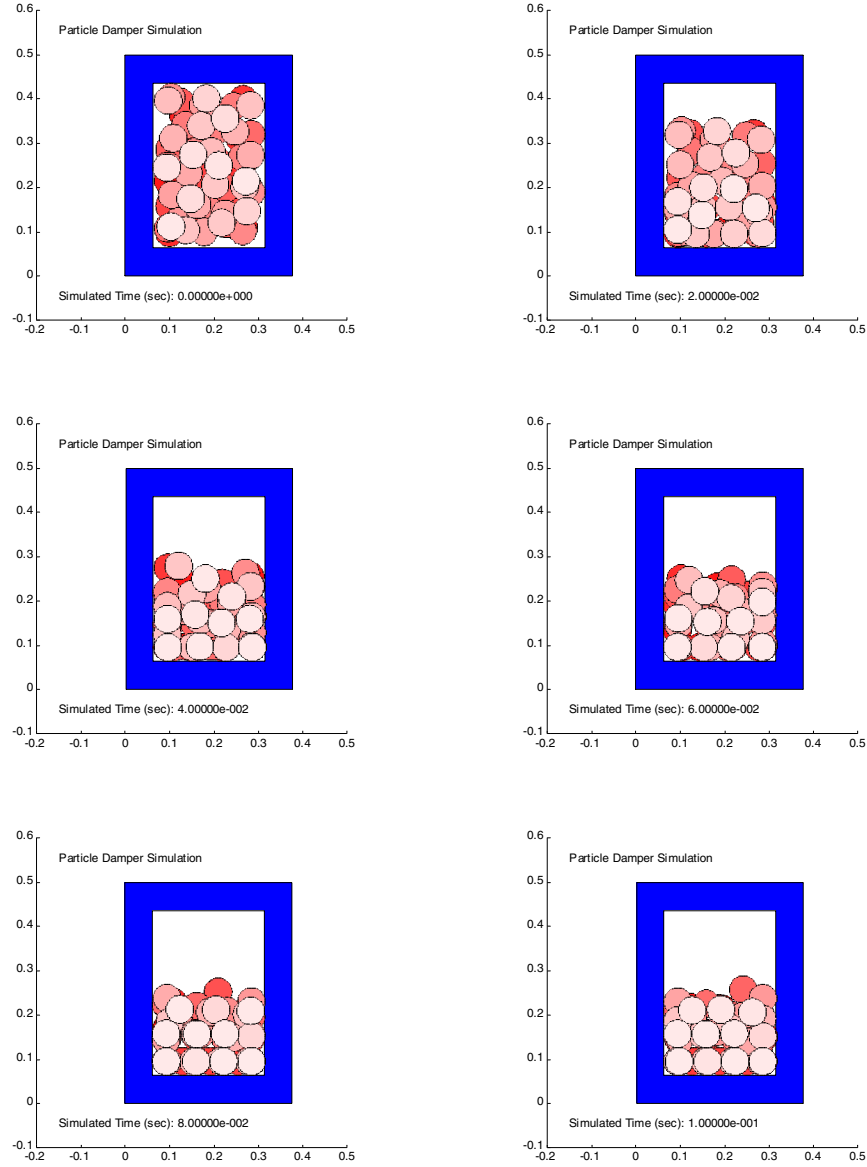 0.6
Particle Damper Simulation
0.5
0.4
0.3
0.2
0.1
0
Simulated Time (sec): 0.00000e+000
-0.1
-0.2 -0.1 0 0.1 0.2 0.3 0.4 0.5
0.6
Particle Damper Simulation
0.5
0.4
0.3
0.2
0.1
0
Simulated Time (sec): 2.00000e-002
-0.1
-0.2 -0.1 0 0.1 0.2 0.3 0.4 0.5
0.6
Particle Damper Simulation
0.5
0.4
0.3
0.2
0.1
0
Simulated Time (sec): 4.00000e-002
-0.1
-0.2 -0.1 0 0.1 0.2 0.3 0.4 0.5
0.6
Particle Damper Simulation
0.5
0.4
0.3
0.2
0.1
0
Simulated Time (sec): 6.00000e-002
-0.1
-0.2 -0.1 0 0.1 0.2 0.3 0.4 0.5
0.6
Particle Damper Simulation
0.5
0.4
0.3
0.2
0.1
0
Simulated Time (sec): 8.00000e-002
-0.1
-0.2 -0.1 0 0.1 0.2 0.3 0.4 0.5
0.6
Particle Damper Simulation
0.5
0.4
0.3
0.2
0.1
0
Simulated Time (sec): 1.00000e-001
-0.1
-0.2 -0.1 0 0.1 0.2 0.3 0.4 0.5